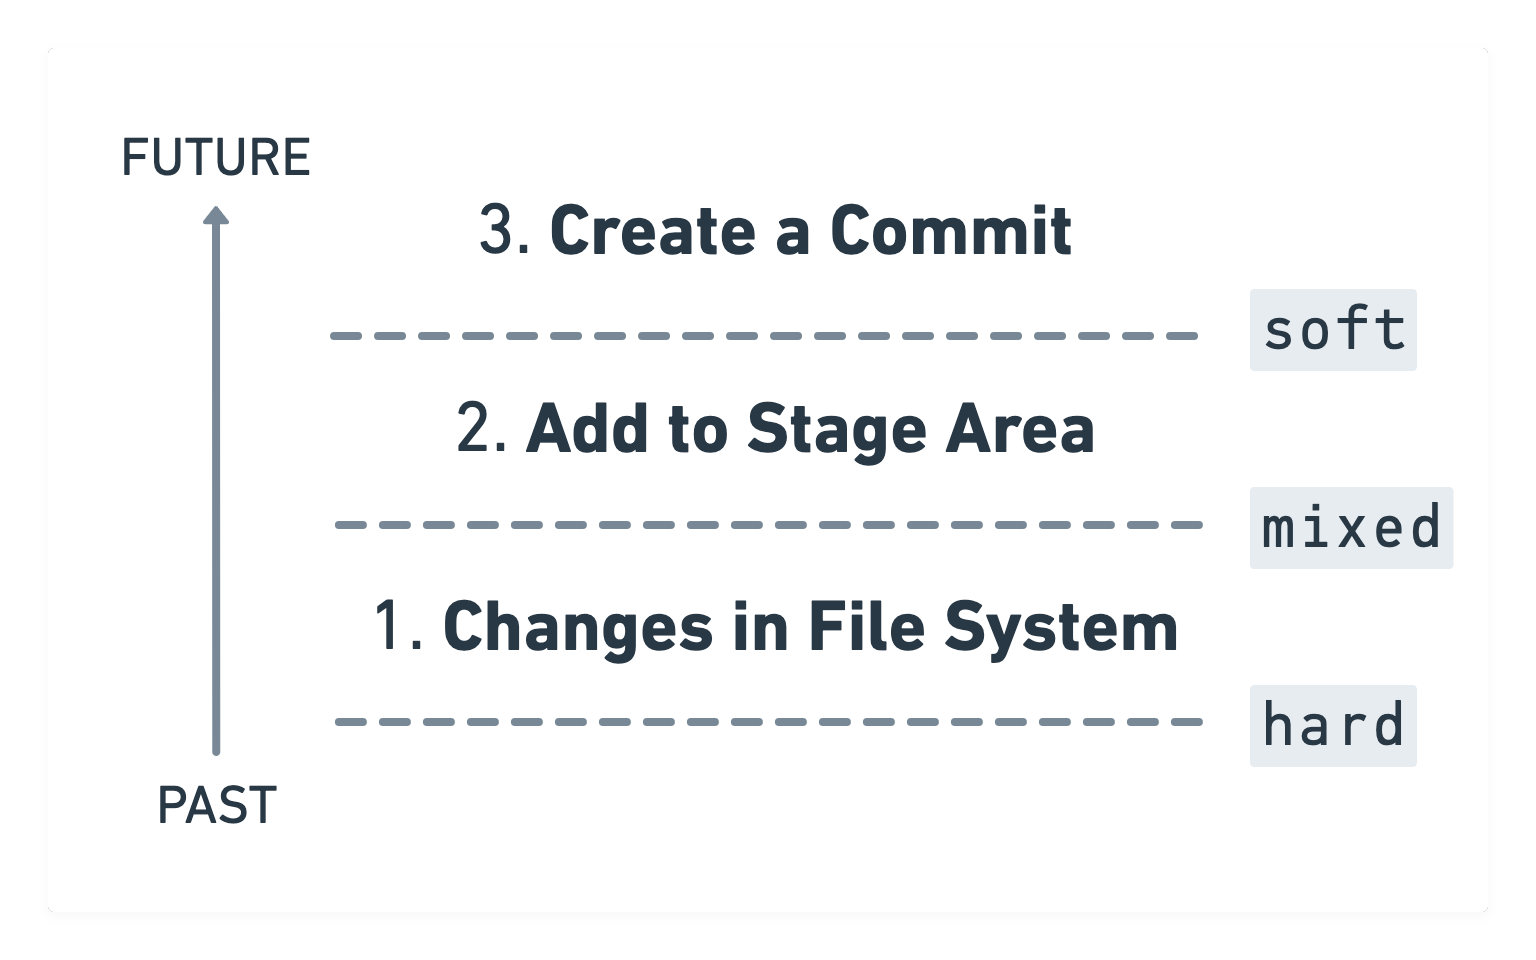 FUTURE
3. Create a Commit
soft
2. Add to Stage Area
mixed
1. Changes in File System
hard
PAST